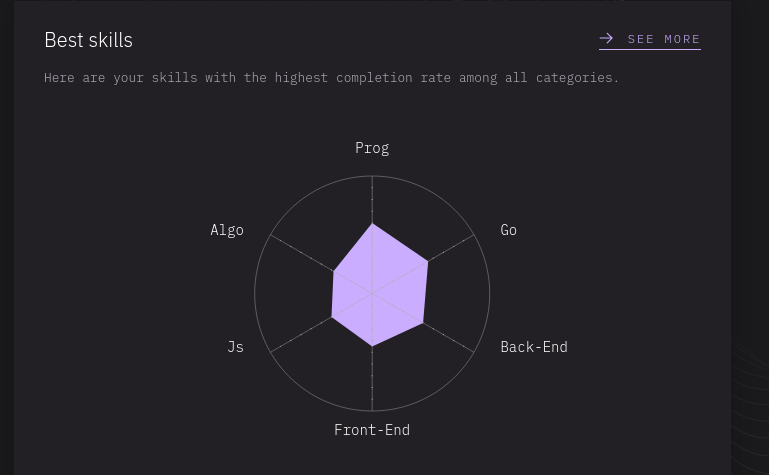 Best skills
→ SEE MORE
Here are your skills with the highest completion rate among all categories.
Prog
Algo
Go
Js
Back-End
Front-End